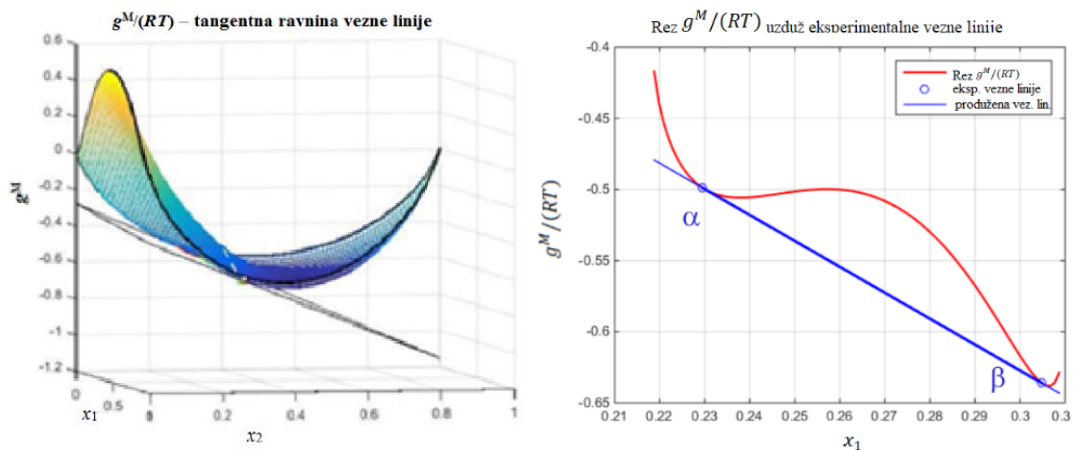 g^M/(RT) – tangentna ravnina vezne linije
0.6
0.4
0.2
0
-0.2
-0.4
-0.6
-0.8
-1
-1.2
g^M
0
0.5
x₁
0
0.2
0.4
0.6
0.8
1
x₂
Rez g^M/(RT) uzduž eksperimentalne vezne linije
-0.4
-0.45
-0.5
-0.55
-0.6
-0.65
g^M/(RT)
Rez g^M/(RT)
eksp. vezne linije
produžena vez. lin.
α
β
0.21
0.22
0.23
0.24
0.25
0.26
0.27
0.28
0.29
0.3
0.3
x₁